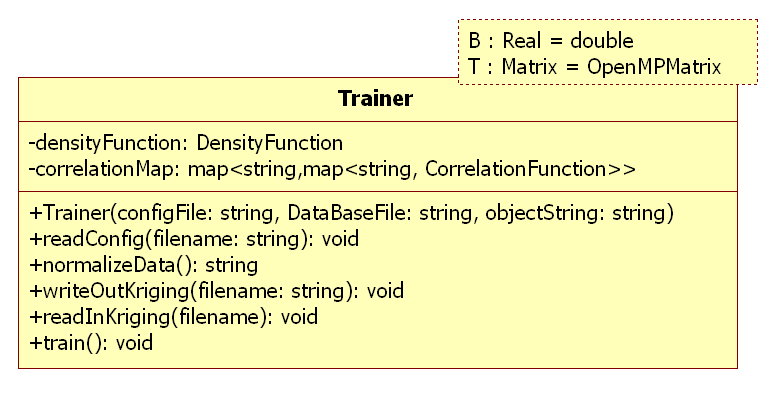 B : Real = double
T : Matrix = OpenMPMatrix
Trainer
-densityFunction: DensityFunction
-correlationMap: map<string,map<string, CorrelationFunction>>
+Trainer(configFile: string, DataBaseFile: string, objectString: string)
+readConfig(filename: string): void
+normalizeData(): string
+writeOutKriging(filename: string): void
+readInKriging(filename): void
+train(): void